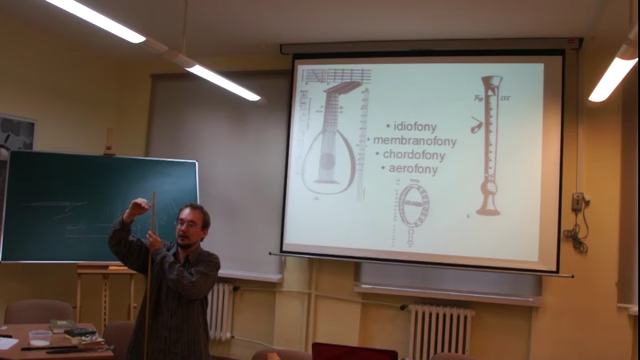 • idiofony
• membranofony
• chordofony
• aerofony